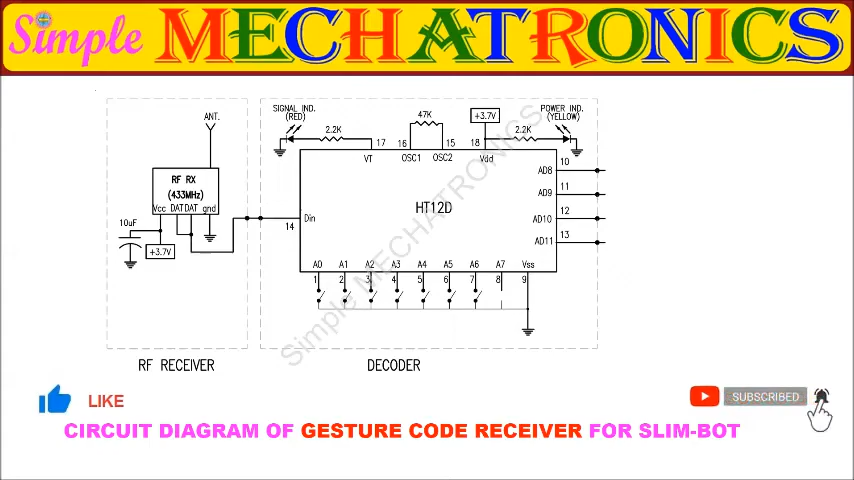 Simple MECHATRONICS
SIGNAL IND.
(RED)
POWER IND.
(YELLOW)
ANT.
2.2K
47K
+3.7V
2.2K
17
16
15
18
VT
OSC1
OSC2
Vdd
RF RX
(433MHz)
Vcc DAT DAT gnd
10uF
+3.7V
14
Din
HT12D
AD8
10
AD9
11
AD10
12
AD11
13
A0 A1 A2 A3 A4 A5 A6 A7 Vss
1 2 3 4 5 6 7 8 9
Simple MECHATRONICS
RF RECEIVER
DECODER
LIKE
SUBSCRIBED
CIRCUIT DIAGRAM OF GESTURE CODE RECEIVER FOR SLIM-BOT